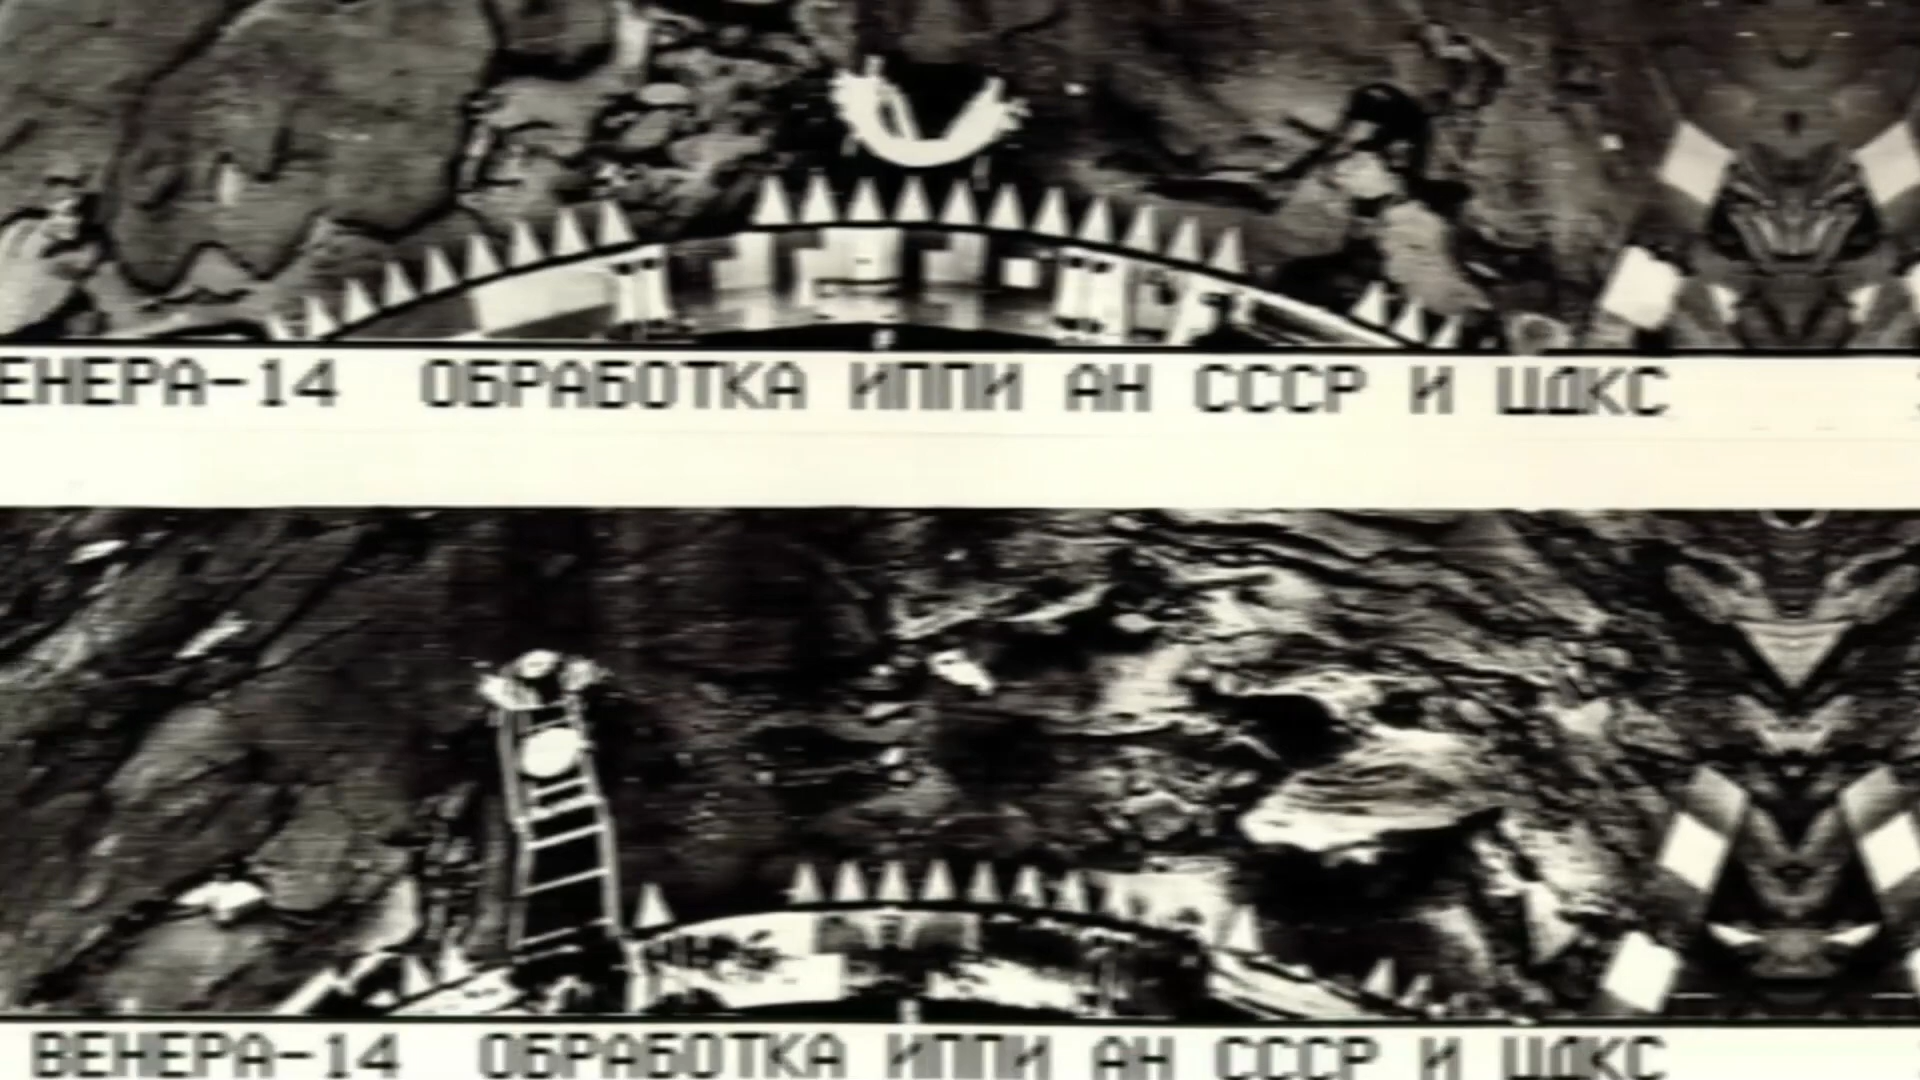 ЕНЕРА-14 ОБРАБОТКА ИППИ АН СССР И ЦДКС
ВЕНЕРА-14 ОБРАБОТКА ИППИ АН СССР И ЦДКС